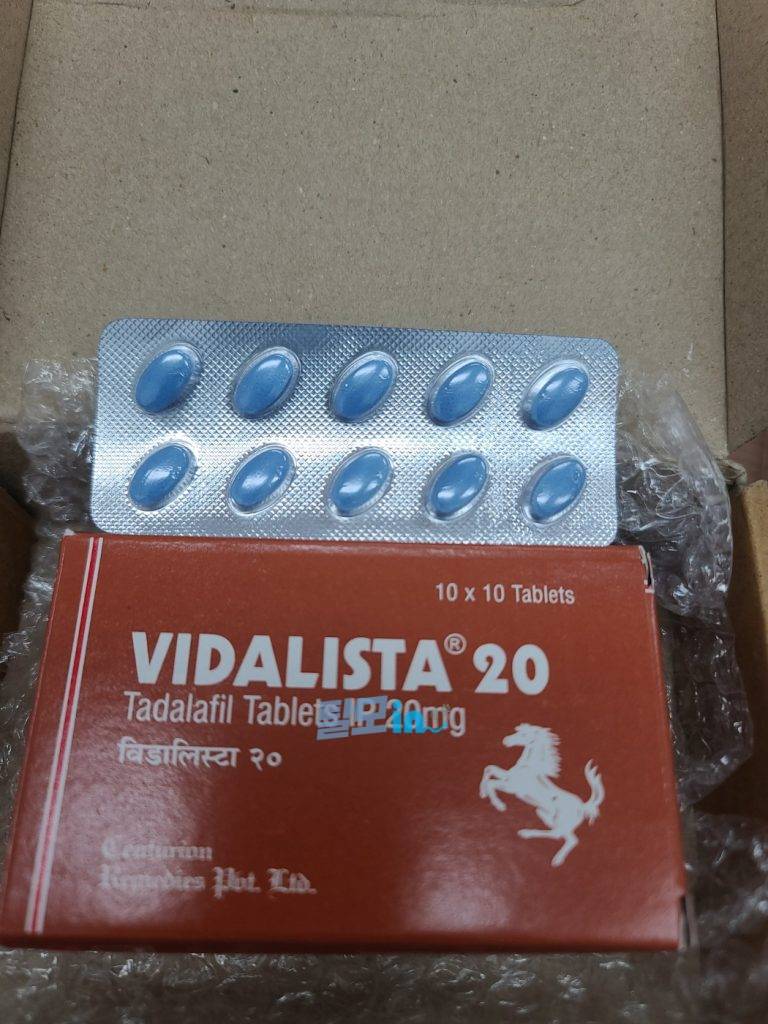 10 x 10 Tablets
VIDALISTA® 20
Tadalafil Tablets IP 20mg
विडालिस्टा २०
Centurion
Remedies Pvt. Ltd.